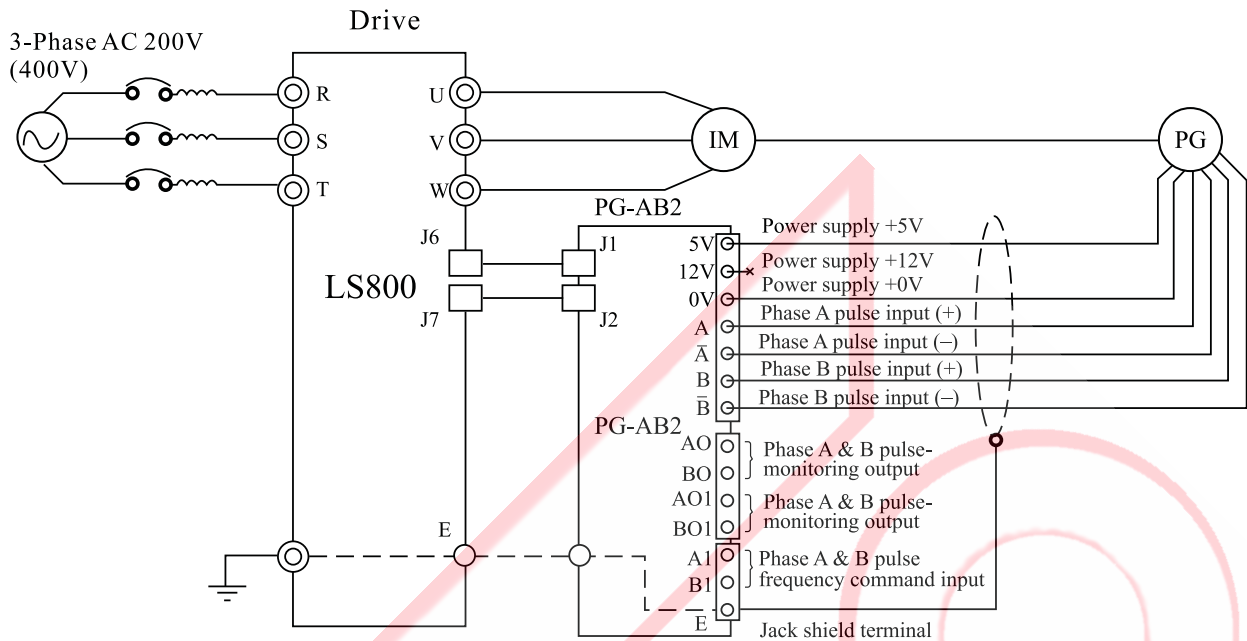 Drive
3-Phase AC 200V
(400V)
R
S
T
U
V
W
IM
PG
PG-AB2
J6
J1
LS800
J7
J2
5V
Power supply +5V
12V
Power supply +12V
0V
Power supply +0V
A
Phase A pulse input (+)
A̅
Phase A pulse input (–)
B
Phase B pulse input (+)
B̅
Phase B pulse input (–)
PG-AB2
AO
BO
Phase A & B pulse-
monitoring output
AO1
BO1
Phase A & B pulse-
monitoring output
E
A1
B1
Phase A & B pulse
frequency command input
E
Jack shield terminal